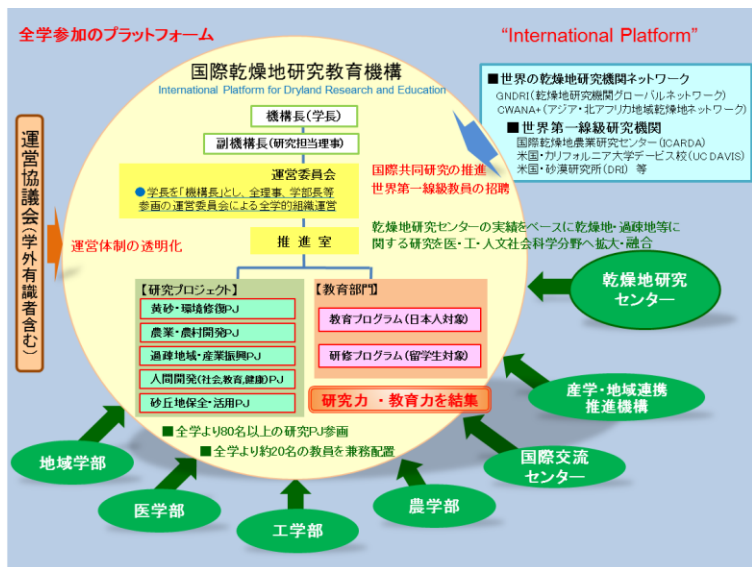 全学参加のプラットフォーム
“International Platform”
国際乾燥地研究教育機構
International Platform for Dryland Research and Education
機構長(学長)
副機構長(研究担当理事)
運営委員会
●学長を「機構長」とし、全理事、学部長等
参画の運営委員会による全学的組織運営
推進室
■世界の乾燥地研究機関ネットワーク
GNDRI(乾燥地研究機関グローバルネットワーク)
CWANA+(アジア・北アフリカ地域乾燥地ネットワーク)
■世界第一線級研究機関
国際乾燥地農業研究センター(ICARDA)
米国・カリフォルニア大学デービス校(UC DAVIS)
米国・砂漠研究所(DRI) 等
国際共同研究の推進
世界第一線級教員の招聘
運営協議会(学外有識者含む)
運営体制の透明化
乾燥地研究センターの実績をベースに乾燥地・過疎地等に
関する研究を医・工・人文社会科学分野へ拡大・融合
【研究プロジェクト】
黄砂・環境修復PJ
農業・農村開発PJ
過疎地域・産業振興PJ
人間開発(社会,教育,健康)PJ
砂丘地保全・活用PJ
【教育部門】
教育プログラム(日本人対象)
研修プログラム(留学生対象)
研究力・教育力を結集
■全学より80名以上の研究PJ参画
■全学より約20名の教員を兼務配置
乾燥地研究
センター
産学・地域連携
推進機構
国際交流
センター
地域学部
医学部
工学部
農学部